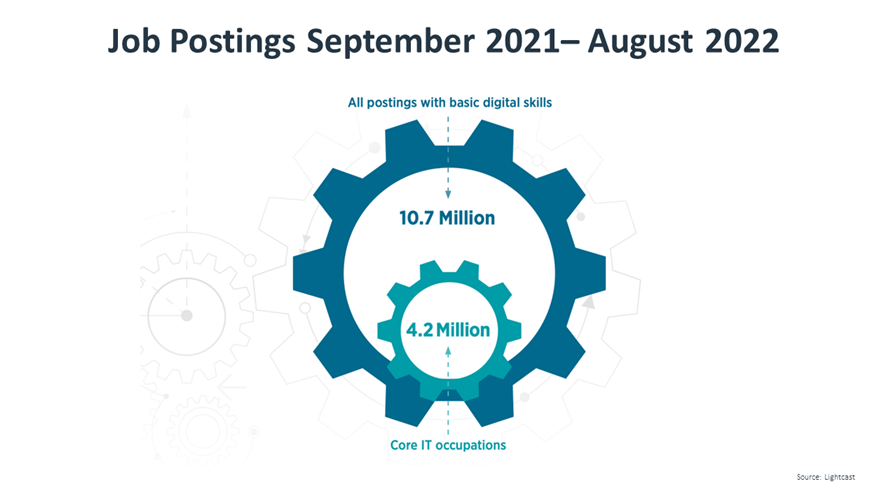 Job Postings September 2021– August 2022
All postings with basic digital skills
10.7 Million
4.2 Million
Core IT occupations
Source: Lightcast